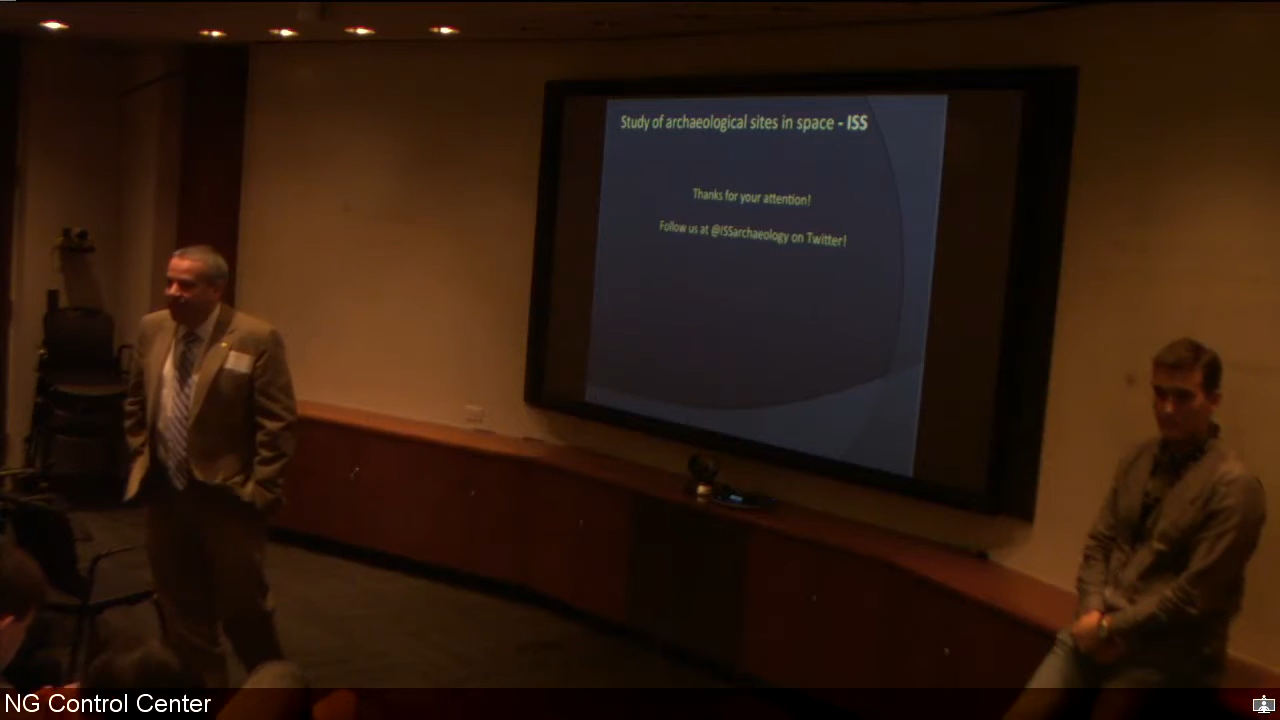 Study of archaeological sites in space - ISS
Thanks for your attention!
Follow us at @ISSarchaeology on Twitter!
NG Control Center